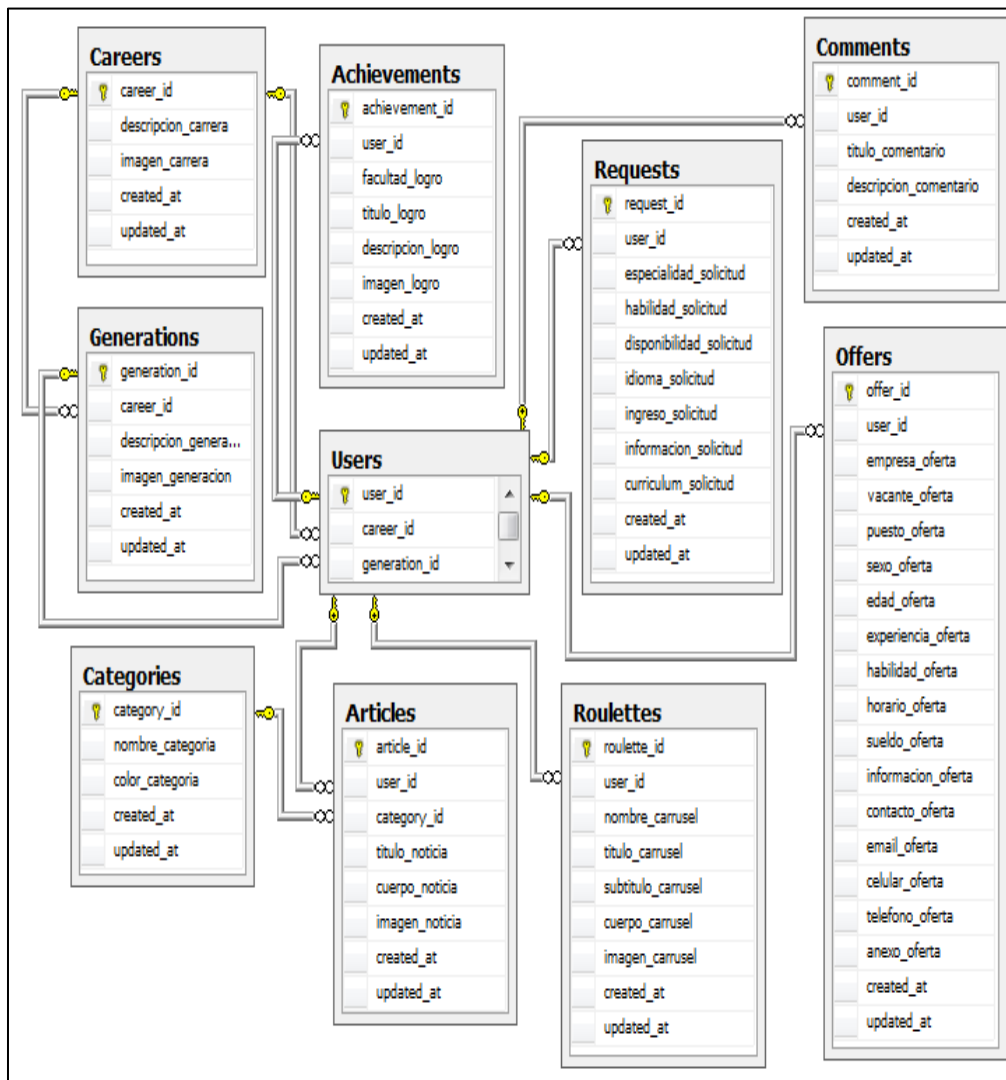 Careers
career_id
descripcion_carrera
imagen_carrera
created_at
updated_at
Achievements
achievement_id
user_id
facultad_logro
titulo_logro
descripcion_logro
imagen_logro
created_at
updated_at
Comments
comment_id
user_id
titulo_comentario
descripcion_comentario
created_at
updated_at
Requests
request_id
user_id
especialidad_solicitud
habilidad_solicitud
disponibilidad_solicitud
idioma_solicitud
ingreso_solicitud
informacion_solicitud
curriculum_solicitud
created_at
updated_at
Generations
generation_id
career_id
descripcion_genera...
imagen_generacion
created_at
updated_at
Users
user_id
career_id
generation_id
Offers
offer_id
user_id
empresa_oferta
vacante_oferta
puesto_oferta
sexo_oferta
edad_oferta
experiencia_oferta
habilidad_oferta
horario_oferta
sueldo_oferta
informacion_oferta
contacto_oferta
email_oferta
celular_oferta
telefono_oferta
anexo_oferta
created_at
updated_at
Categories
category_id
nombre_categoria
color_categoria
created_at
updated_at
Articles
article_id
user_id
category_id
titulo_noticia
cuerpo_noticia
imagen_noticia
created_at
updated_at
Roulettes
roulette_id
user_id
nombre_carrusel
titulo_carrusel
subtitulo_carrusel
cuerpo_carrusel
imagen_carrusel
created_at
updated_at